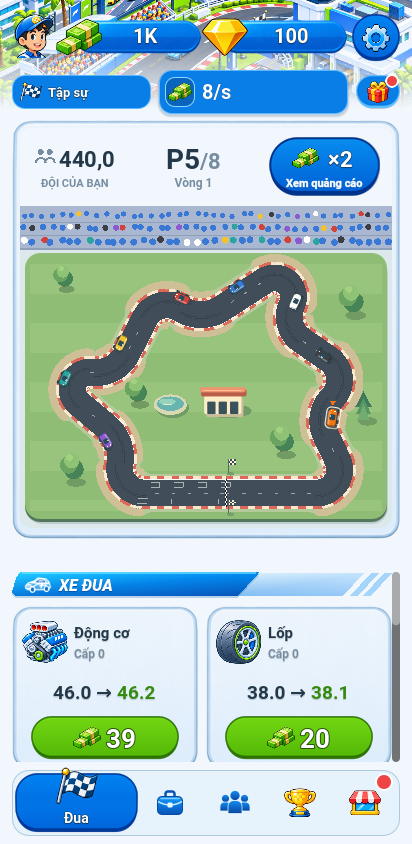 1K
100
Tập sự
8/s
440,0
P5/8
×2
ĐỘI CỦA BẠN
Vòng 1
Xem quảng cáo
XE ĐUA
Động cơ
Cấp 0
46.0 → 46.2
39
Lốp
Cấp 0
38.0 → 38.1
20
Đua